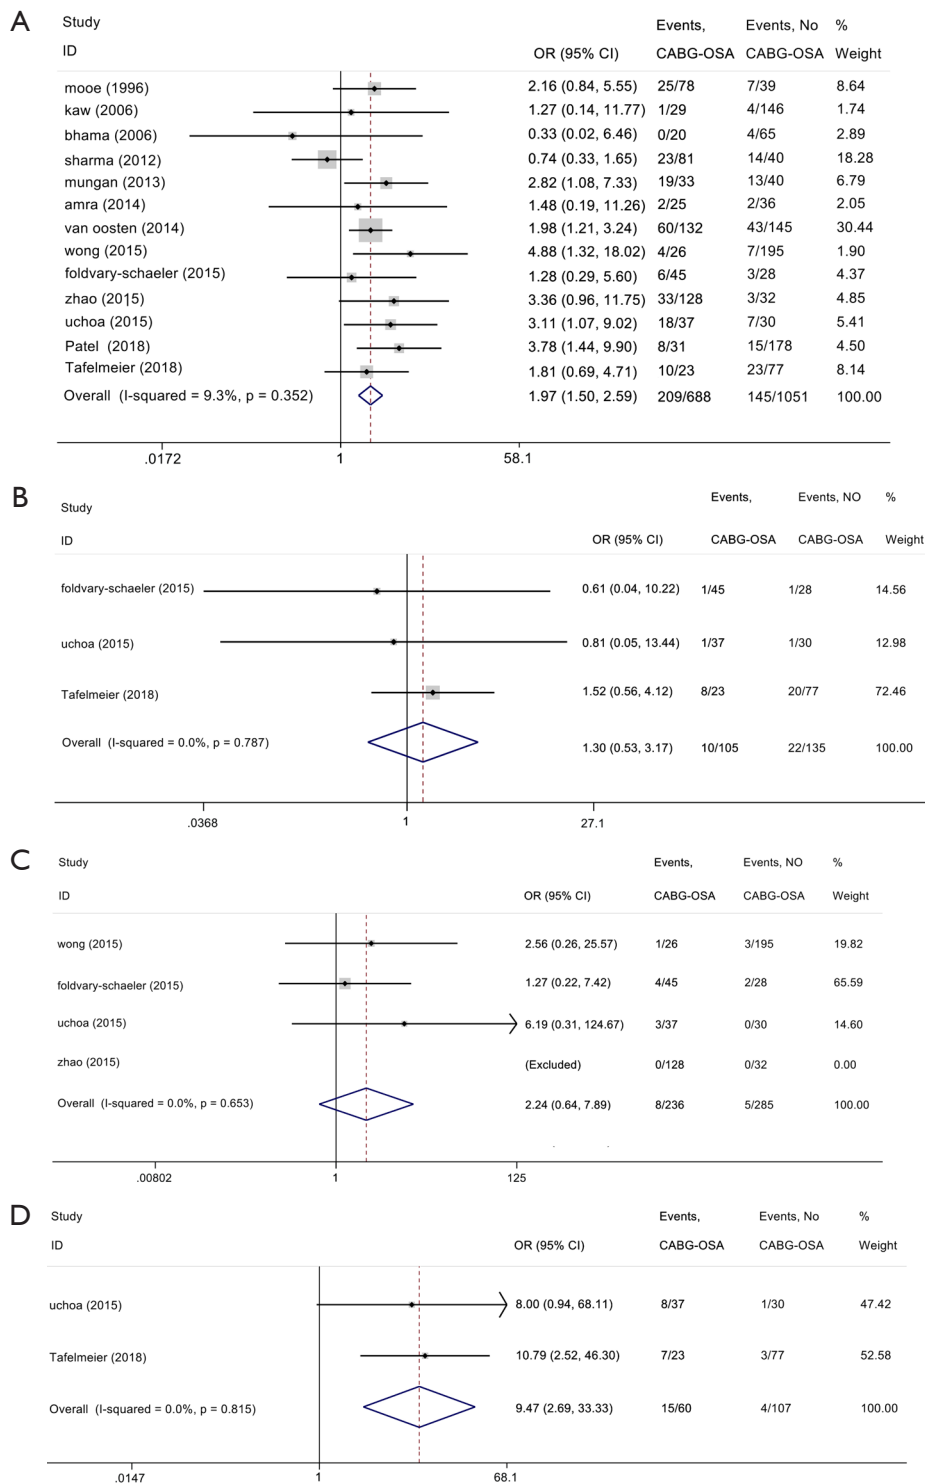 A
Study Events, Events, No %
ID OR (95% CI) CABG-OSA CABG-OSA Weight
mooe (1996) 2.16 (0.84, 5.55) 25/78 7/39 8.64
kaw (2006) 1.27 (0.14, 11.77) 1/29 4/146 1.74
bhama (2006) 0.33 (0.02, 6.46) 0/20 4/65 2.89
sharma (2012) 0.74 (0.33, 1.65) 23/81 14/40 18.28
mungan (2013) 2.82 (1.08, 7.33) 19/33 13/40 6.79
amra (2014) 1.48 (0.19, 11.26) 2/25 2/36 2.05
van oosten (2014) 1.98 (1.21, 3.24) 60/132 43/145 30.44
wong (2015) 4.88 (1.32, 18.02) 4/26 7/195 1.90
foldvary-schaeler (2015) 1.28 (0.29, 5.60) 6/45 3/28 4.37
zhao (2015) 3.36 (0.96, 11.75) 33/128 3/32 4.85
uchoa (2015) 3.11 (1.07, 9.02) 18/37 7/30 5.41
Patel (2018) 3.78 (1.44, 9.90) 8/31 15/178 4.50
Tafelmeier (2018) 1.81 (0.69, 4.71) 10/23 23/77 8.14
Overall (I-squared = 9.3%, p = 0.352) 1.97 (1.50, 2.59) 209/688 145/1051 100.00
.0172 1 58.1
B
Study Events, Events, NO %
ID OR (95% CI) CABG-OSA CABG-OSA Weight
foldvary-schaeler (2015) 0.61 (0.04, 10.22) 1/45 1/28 14.56
uchoa (2015) 0.81 (0.05, 13.44) 1/37 1/30 12.98
Tafelmeier (2018) 1.52 (0.56, 4.12) 8/23 20/77 72.46
Overall (I-squared = 0.0%, p = 0.787) 1.30 (0.53, 3.17) 10/105 22/135 100.00
.0368 1 27.1
C
Study Events, Events, NO %
ID OR (95% CI) CABG-OSA CABG-OSA Weight
wong (2015) 2.56 (0.26, 25.57) 1/26 3/195 19.82
foldvary-schaeler (2015) 1.27 (0.22, 7.42) 4/45 2/28 65.59
uchoa (2015) 6.19 (0.31, 124.67) 3/37 0/30 14.60
zhao (2015) (Excluded) 0/128 0/32 0.00
Overall (I-squared = 0.0%, p = 0.653) 2.24 (0.64, 7.89) 8/236 5/285 100.00
.00802 1 125
D
Study Events, Events, No %
ID OR (95% CI) CABG-OSA CABG-OSA Weight
uchoa (2015) 8.00 (0.94, 68.11) 8/37 1/30 47.42
Tafelmeier (2018) 10.79 (2.52, 46.30) 7/23 3/77 52.58
Overall (I-squared = 0.0%, p = 0.815) 9.47 (2.69, 33.33) 15/60 4/107 100.00
.0147 1 68.1